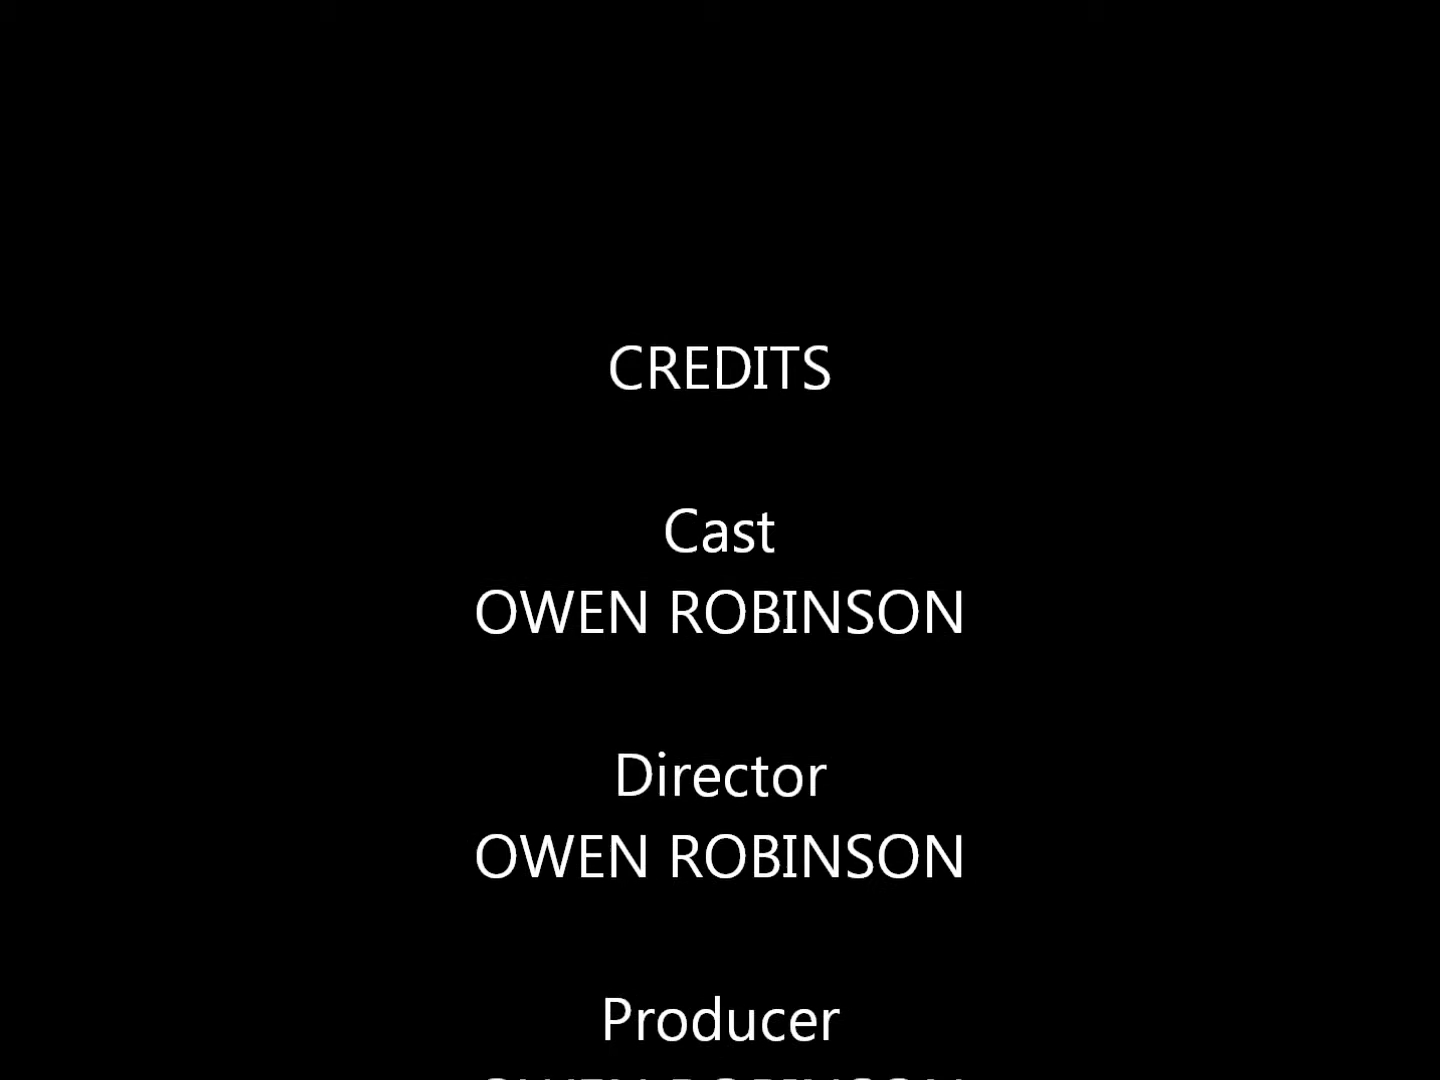 CREDITS
Cast
OWEN ROBINSON
Director
OWEN ROBINSON
Producer